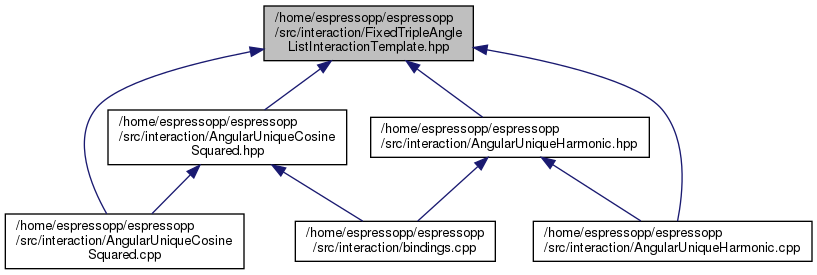 /home/espressopp/espressopp
/src/interaction/FixedTripleAngle
ListInteractionTemplate.hpp
/home/espressopp/espressopp
/src/interaction/AngularUniqueCosine
Squared.hpp
/home/espressopp/espressopp
/src/interaction/AngularUniqueHarmonic.hpp
/home/espressopp/espressopp
/src/interaction/AngularUniqueCosine
Squared.cpp
/home/espressopp/espressopp
/src/interaction/bindings.cpp
/home/espressopp/espressopp
/src/interaction/AngularUniqueHarmonic.cpp